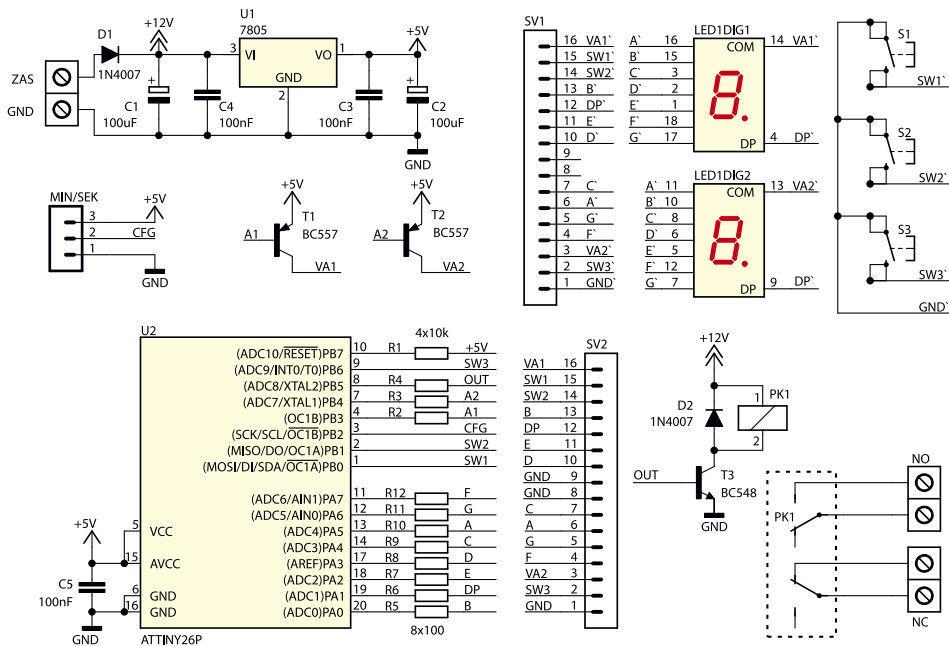 ZAS
GND
D1
1N4007
+12V
C1
100uF
C4
100nF
U1
7805
3 VI
VO 1
GND
2
C3
100nF
+5V
C2
100uF
GND
MIN/SEK
3
2
1
+5V
CFG
GND
+5V
T1
A1
BC557
VA1
+5V
T2
A2
BC557
VA2
SV1
16 VA1`
15 SW1`
14 SW2`
13 B`
12 DP`
11 E`
10 D`
9
8
7 C`
6 A`
5 G`
4 F`
3 VA2`
2 SW3`
1 GND`
LED1DIG1
A` 16
B` 15
C` 3
D` 2
E` 1
F` 18
G` 17
COM
14 VA1`
8.
DP
4 DP`
LED1DIG2
A` 11
B` 10
C` 8
D` 6
E` 5
F` 12
G` 7
COM
13 VA2`
8.
DP
9 DP`
S1
SW1`
S2
SW2`
S3
SW3`
GND`
U2
4x10k
(ADC10/RESET)PB7 10 R1 +5V
(ADC9/INT0/T0)PB6 9 SW3
(ADC8/XTAL2)PB5 8 R4 OUT
(ADC7/XTAL1)PB4 7 R3 A2
(OC1B)PB3 4 R2 A1
(SCK/SCL/OC1B)PB2 3 CFG
(MISO/DO/OC1A)PB1 2 SW2
(MOSI/DI/SDA/OC1A)PB0 1 SW1
(ADC6/AIN1)PA7 11 R12 F
(ADC5/AIN0)PA6 12 R11 G
(ADC4)PA5 13 R10 A
(ADC3)PA4 14 R9 C
(AREF)PA3 17 R8 D
(ADC2)PA2 18 R7 E
(ADC1)PA1 19 R6 DP
(ADC0)PA0 20 R5 B
8x100
+5V
5 VCC
15 AVCC
6 GND
16 GND
C5
100nF
GND
ATTINY26P
SV2
VA1 16
SW1 15
SW2 14
B 13
DP 12
E 11
D 10
GND 9
GND 8
C 7
A 6
G 5
F 4
VA2 3
SW3 2
GND 1
+12V
D2
1N4007
1
PK1
2
OUT
T3
BC548
GND
PK1
NO
NC